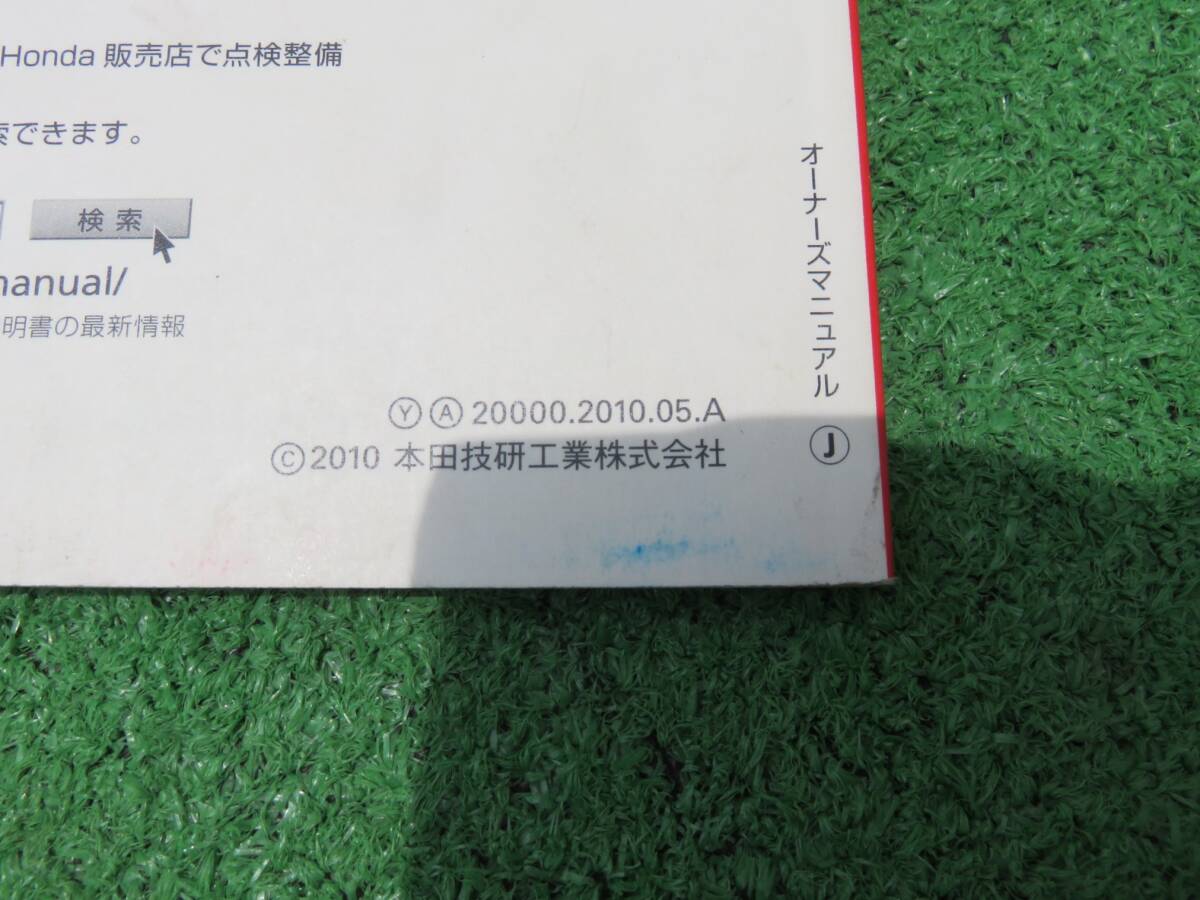 Honda 販売店で点検整備
索できます。
検索
manual/
明書の最新情報
Ⓨ Ⓐ 20000.2010.05.A
©2010 本田技研工業株式会社
オーナーズマニュアル
Ⓙ